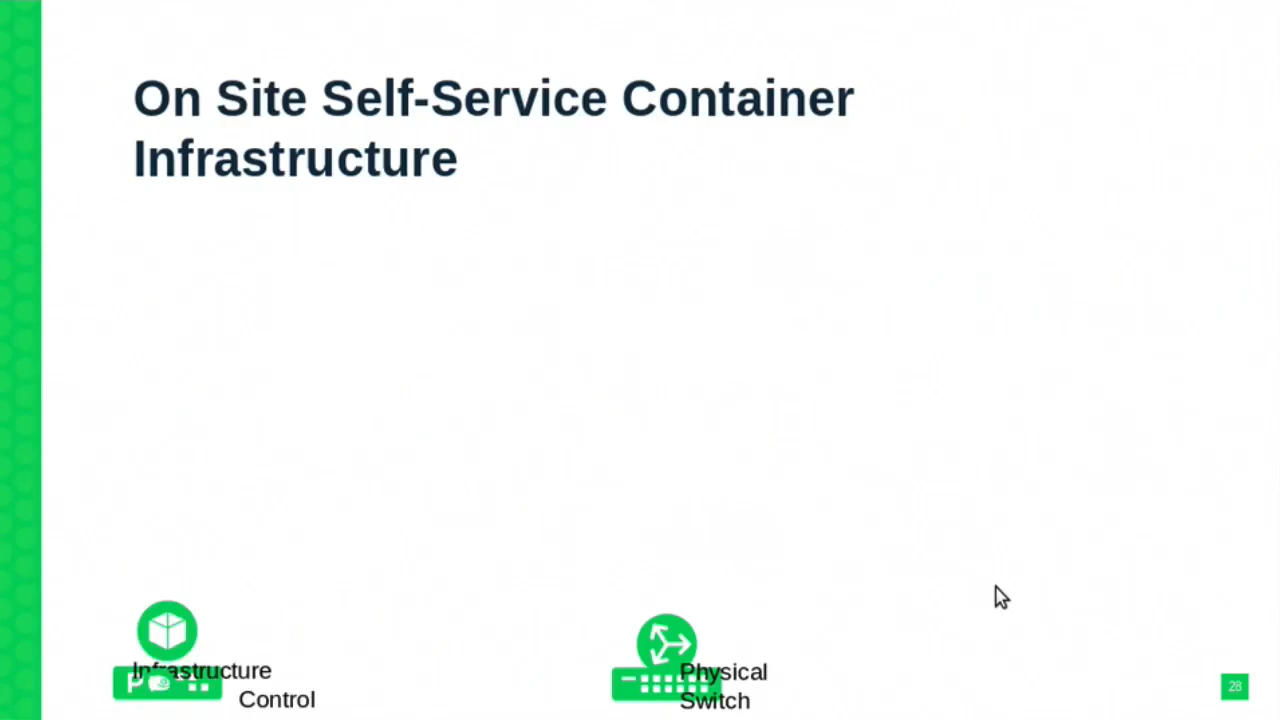 On Site Self-Service Container
Infrastructure
Infrastructure
Control
Physical
Switch
28